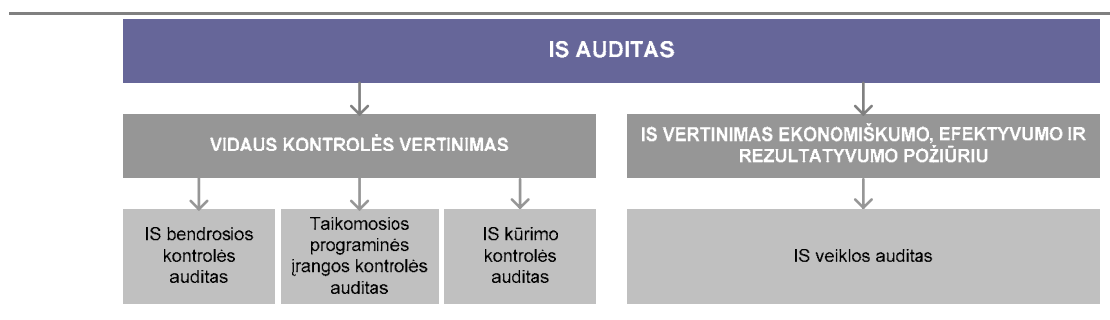 IS AUDITAS
VIDAUS KONTROLĖS VERTINIMAS
IS VERTINIMAS EKONOMIŠKUMO, EFEKTYVUMO IR
REZULTATYVUMO POŽIŪRIU
IS bendrosios
kontrolės
auditas
Taikomosios
programinės
įrangos kontrolės
auditas
IS kūrimo
kontrolės
auditas
IS veiklos auditas